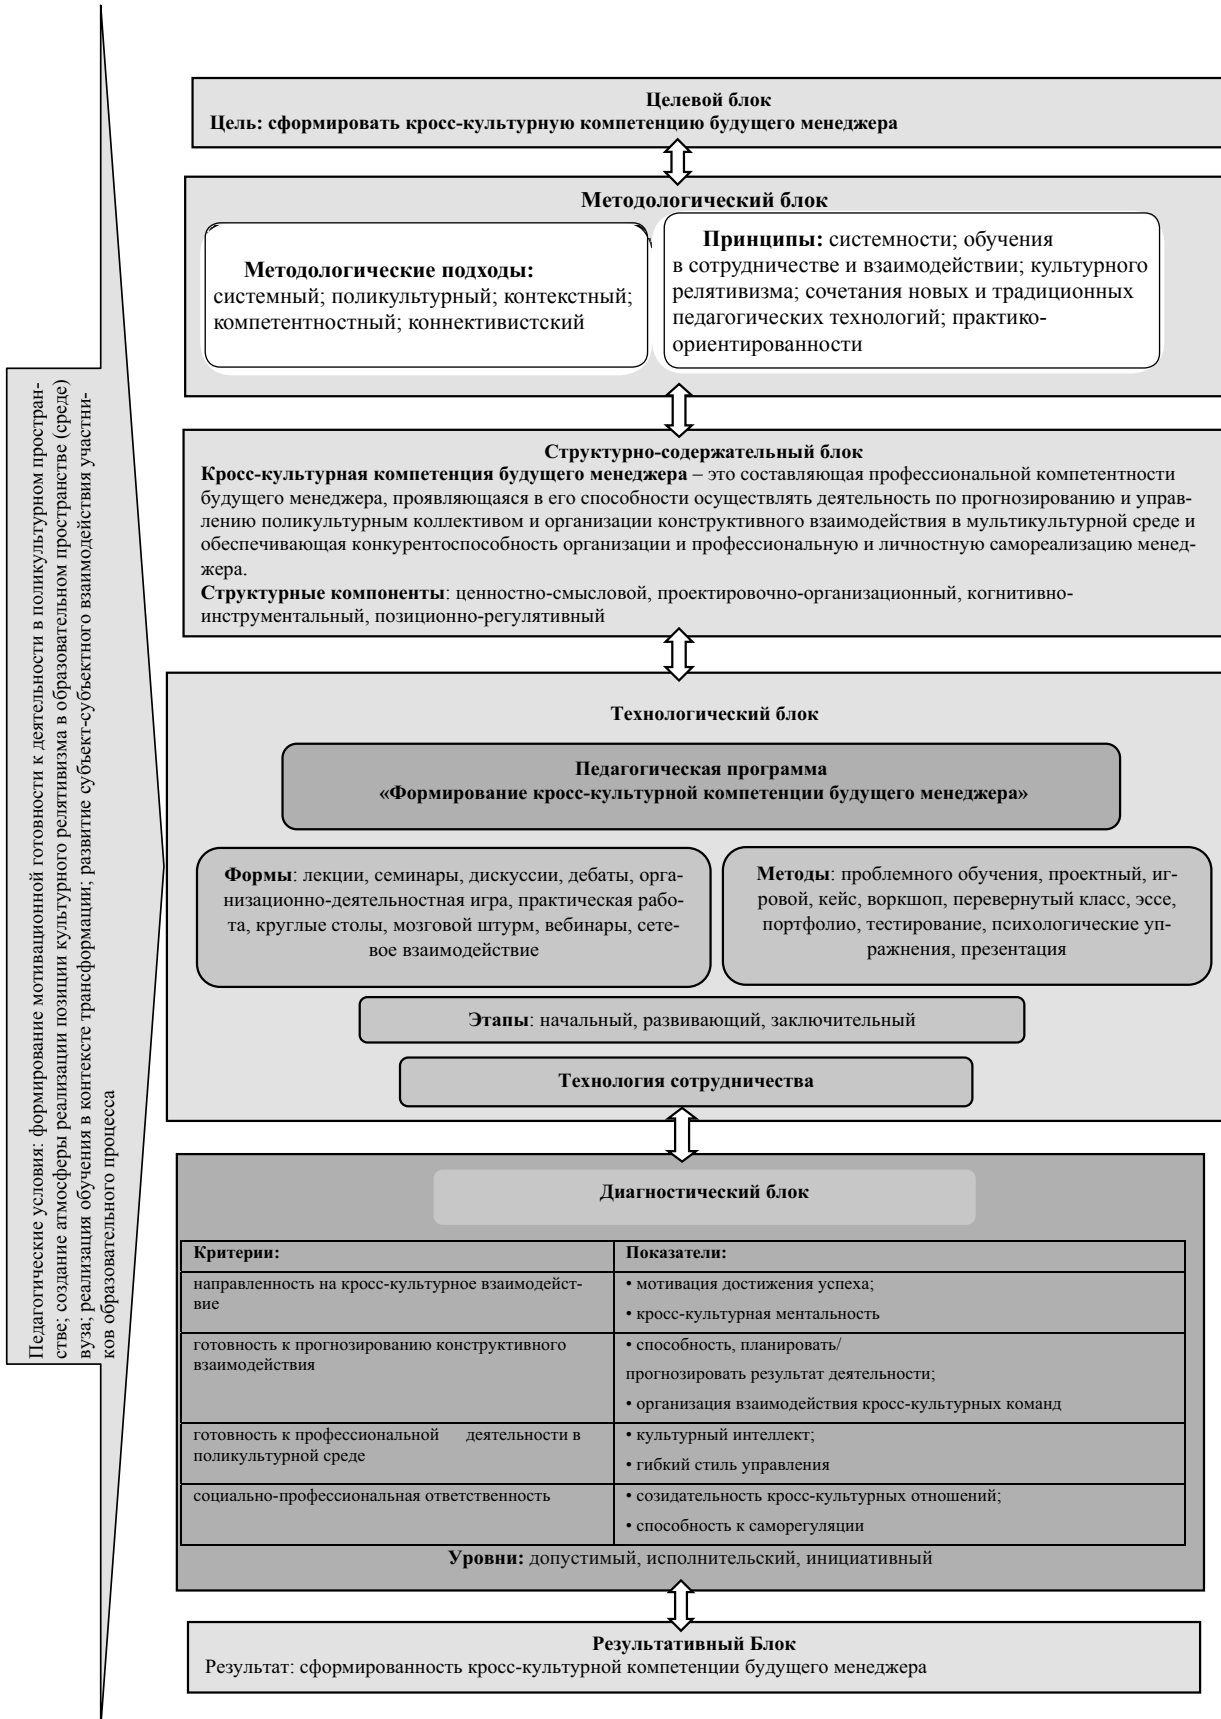 Целевой блок
Цель: сформировать кросс-культурную компетенцию будущего менеджера
Методологический блок
Методологические подходы:
системный; поликультурный; контекстный;
компетентностный; коннективистский
Принципы: системности; обучения
в сотрудничестве и взаимодействии; культурного
релятивизма; сочетания новых и традиционных
педагогических технологий; практико-
ориентированности
Структурно-содержательный блок
Кросс-культурная компетенция будущего менеджера – это составляющая профессиональной компетентности
будущего менеджера, проявляющаяся в его способности осуществлять деятельность по прогнозированию и управ-
лению поликультурным коллективом и организации конструктивного взаимодействия в мультикультурной среде и
обеспечивающая конкурентоспособность организации и профессиональную и личностную самореализацию менед-
жера.
Структурные компоненты: ценностно-смысловой, проектировочно-организационный, когнитивно-
инструментальный, позиционно-регулятивный
Технологический блок
Педагогическая программа
«Формирование кросс-культурной компетенции будущего менеджера»
Формы: лекции, семинары, дискуссии, дебаты, орга-
низационно-деятельностная игра, практическая рабо-
та, круглые столы, мозговой штурм, вебинары, сете-
вое взаимодействие
Методы: проблемного обучения, проектный, иг-
ровой, кейс, воркшоп, перевернутый класс, эссе,
портфолио, тестирование, психологические уп-
ражнения, презентация
Этапы: начальный, развивающий, заключительный
Технология сотрудничества
Диагностический блок
Критерии:
Показатели:
направленность на кросс-культурное взаимодейст-
вие
• мотивация достижения успеха;
• кросс-культурная ментальность
готовность к прогнозированию конструктивного
взаимодействия
• способность, планировать/
прогнозировать результат деятельности;
• организация взаимодействия кросс-культурных команд
готовность к профессиональной деятельности в
поликультурной среде
• культурный интеллект;
• гибкий стиль управления
социально-профессиональная ответственность
• созидательность кросс-культурных отношений;
• способность к саморегуляции
Уровни: допустимый, исполнительский, инициативный
Результативный Блок
Результат: сформированность кросс-культурной компетенции будущего менеджера
Педагогические условия: формирование мотивационной готовности к деятельности в поликультурном простран-
стве; создание атмосферы реализации позиции культурного релятивизма в образовательном пространстве (среде)
вуза; реализация обучения в контексте трансформации; развитие субъект-субъектного взаимодействия участни-
ков образовательного процесса